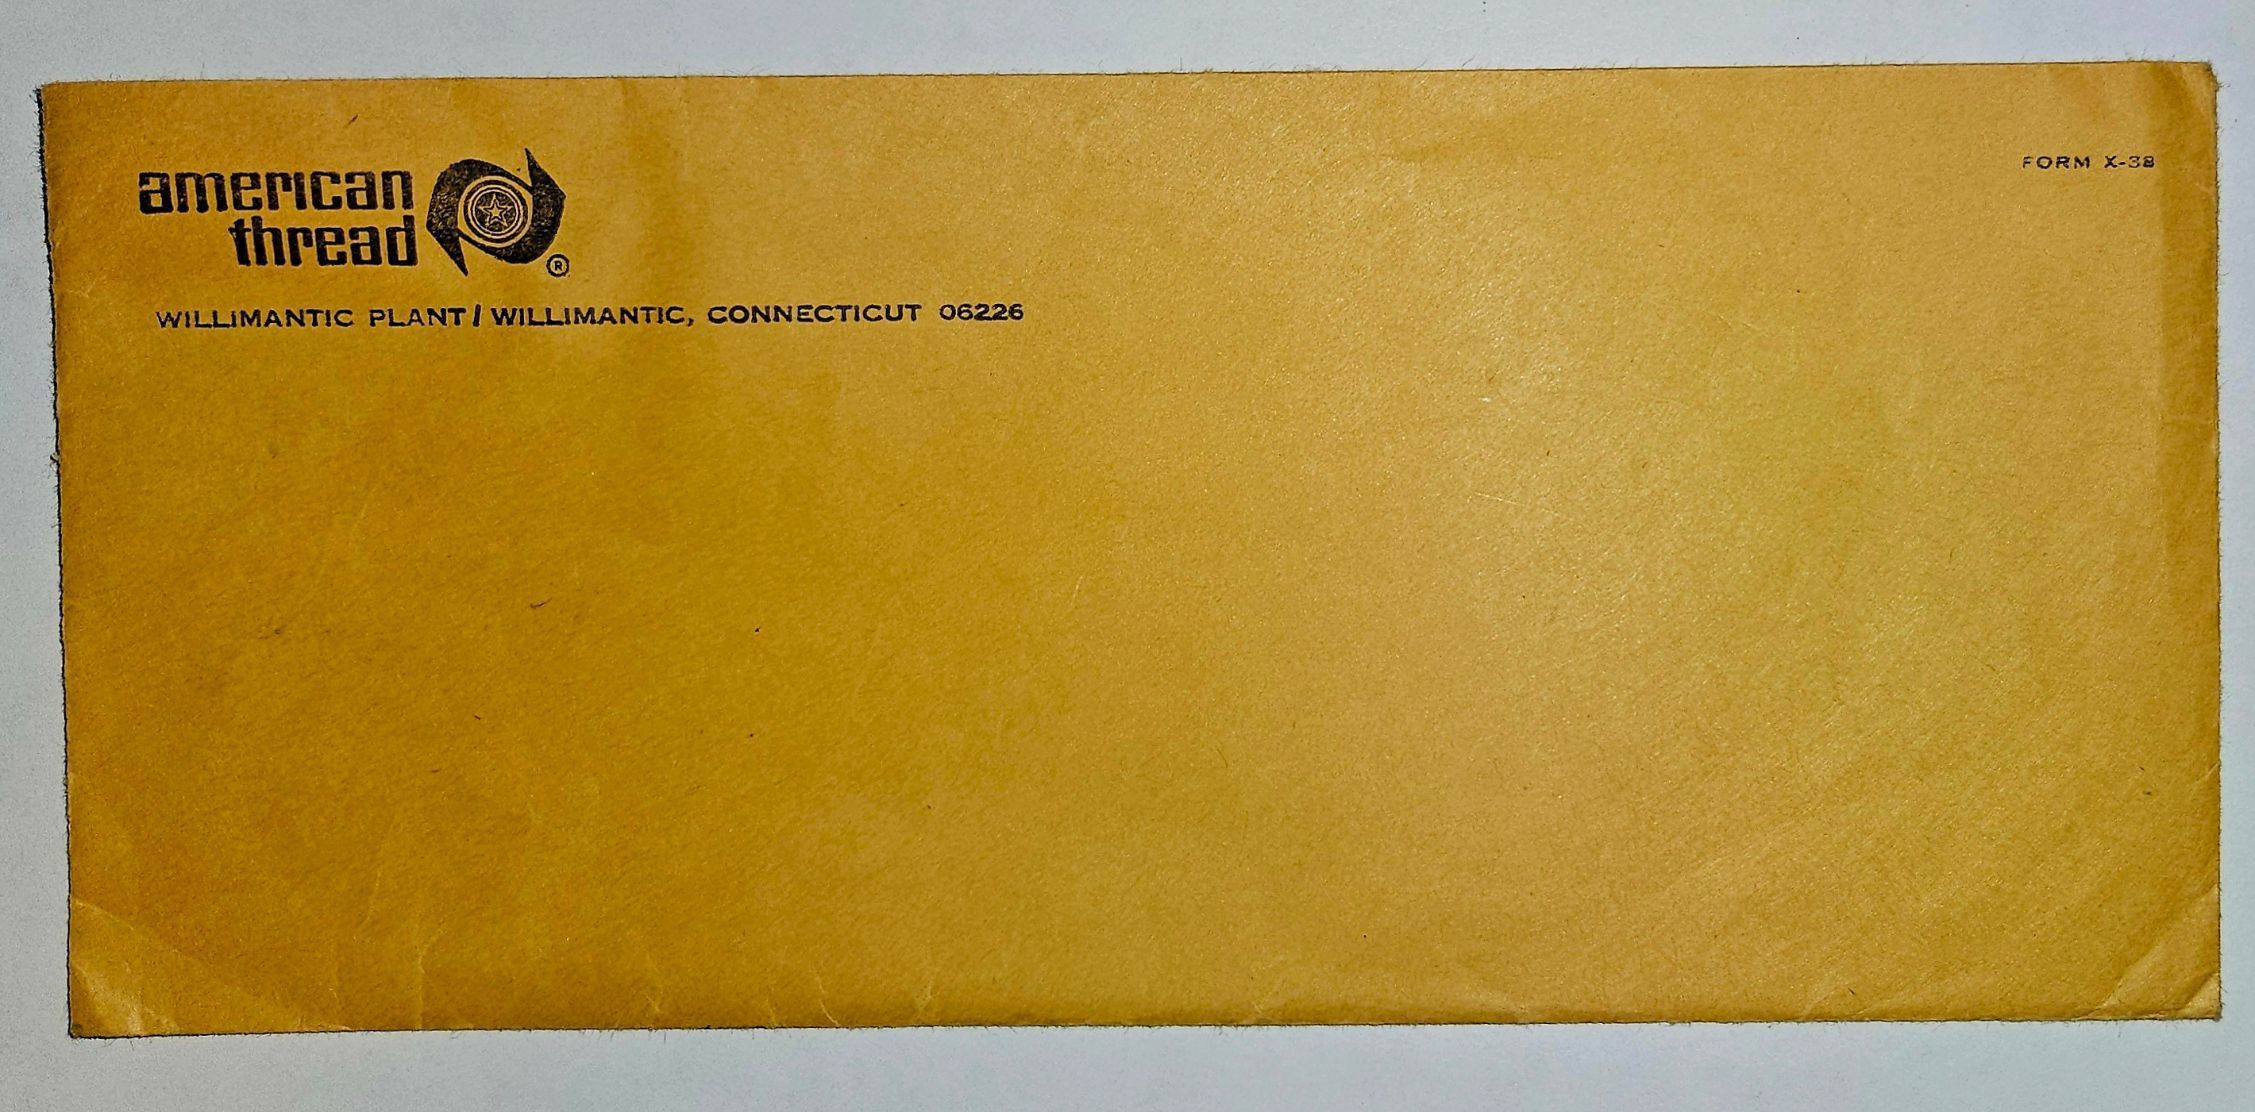 american
thread
®
WILLIMANTIC PLANT / WILLIMANTIC, CONNECTICUT 06226
FORM X-38